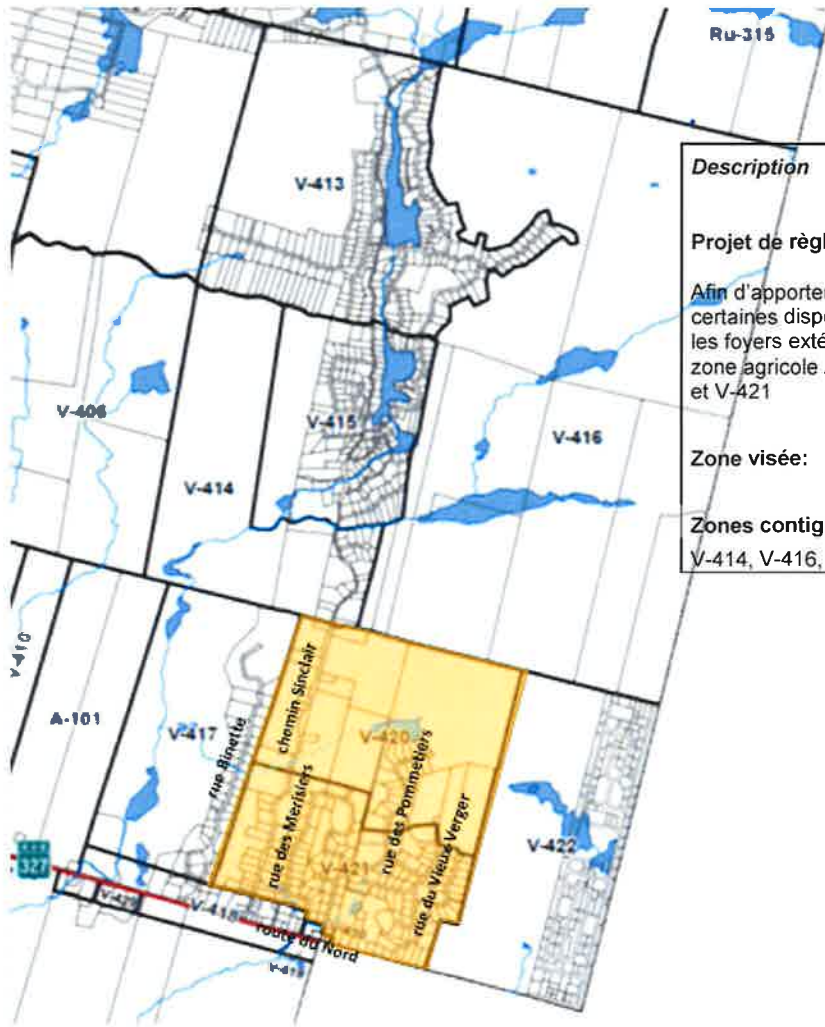 Ru-315
V-413
Description
Projet de règl
Afin d'apporter
certaines dispo
les foyers exté
zone agricole
et V-421
Zone visée:
Zones contig
V-414, V-416,
V-406
V-415
V-416
V-414
V-410
A-101
V-417
rue Binette
chemin Sinclair
V-420
rue des Merisiers
rue des Pommetiers
V-421
rue du Vieux Verger
V-422
327
V-418
route du Nord